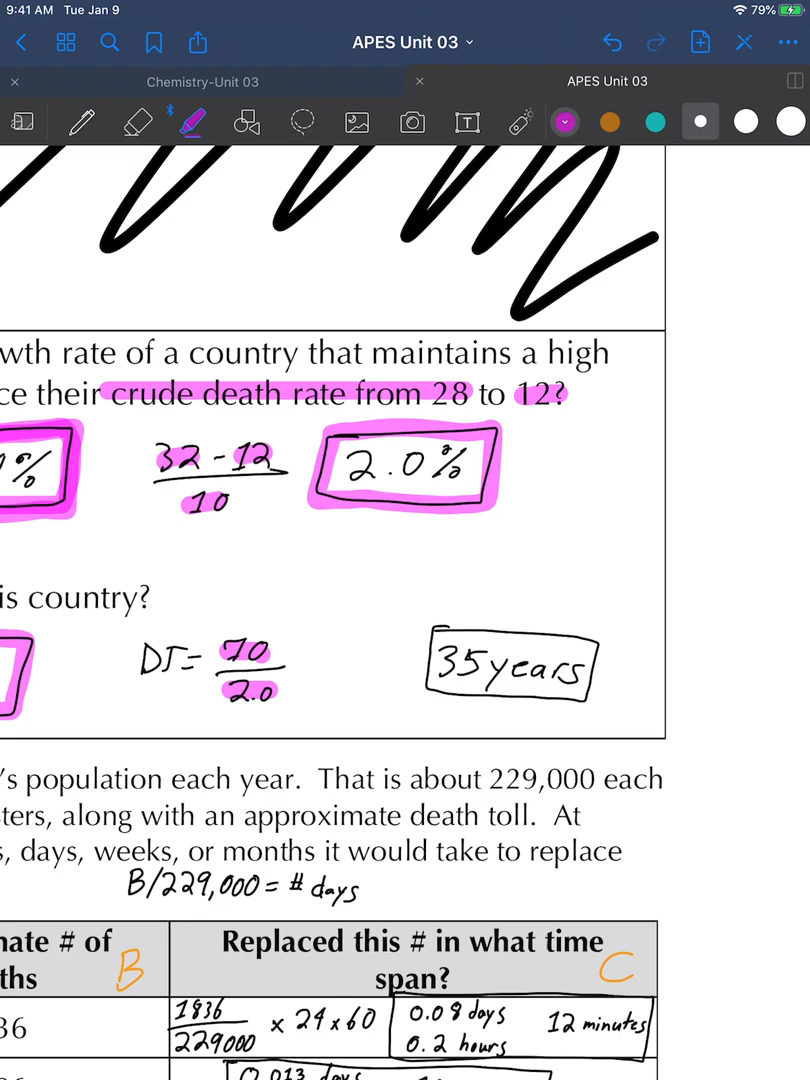 9:41 AM Tue Jan 9 79%
APES Unit 03
Chemistry-Unit 03 APES Unit 03
T
wth rate of a country that maintains a high
ce their crude death rate from 28 to 12?
% 32 - 12 2.0%
10
is country?
DT = 70 35 years
2.0
's population each year. That is about 229,000 each
ters, along with an approximate death toll. At
s, days, weeks, or months it would take to replace
B/229,000 = # days
nate # of B Replaced this # in what time
ths span? C
36 1836 x 24 x 60 0.08 days 12 minutes
229000 0.2 hours
0.013 days